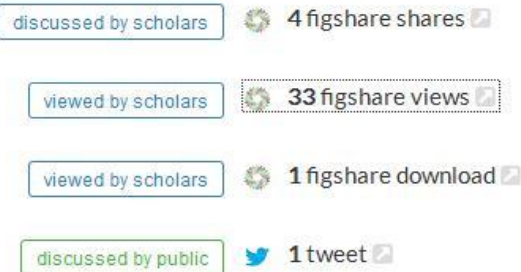 discussed by scholars 4 figshare shares
viewed by scholars 33 figshare views
viewed by scholars 1 figshare download
discussed by public 1 tweet